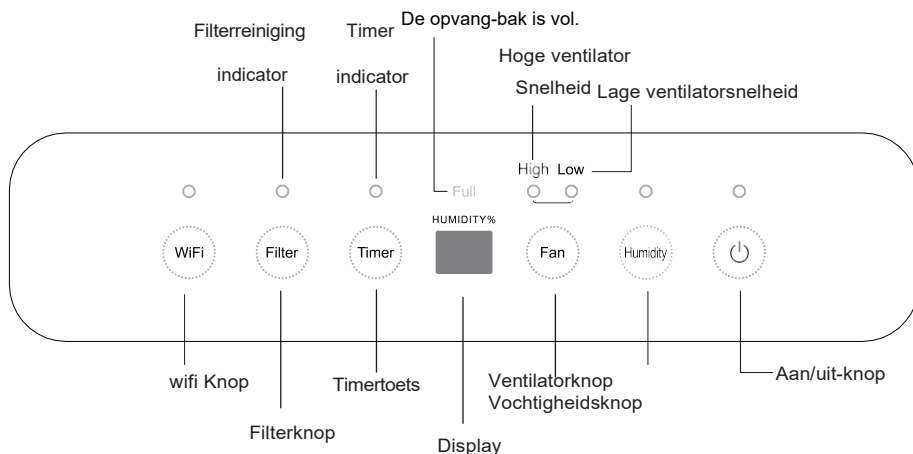 De opvang-bak is vol.
Filterreiniging
indicator
Timer
indicator
Hoge ventilator
Snelheid
Lage ventilatorsnelheid
High Low
Full
HUMIDITY%
WiFi
Filter
Timer
Fan
Humidity
wifi Knop
Filterknop
Timertoets
Display
Ventilatorknop
Vochtigheidsknop
Aan/uit-knop